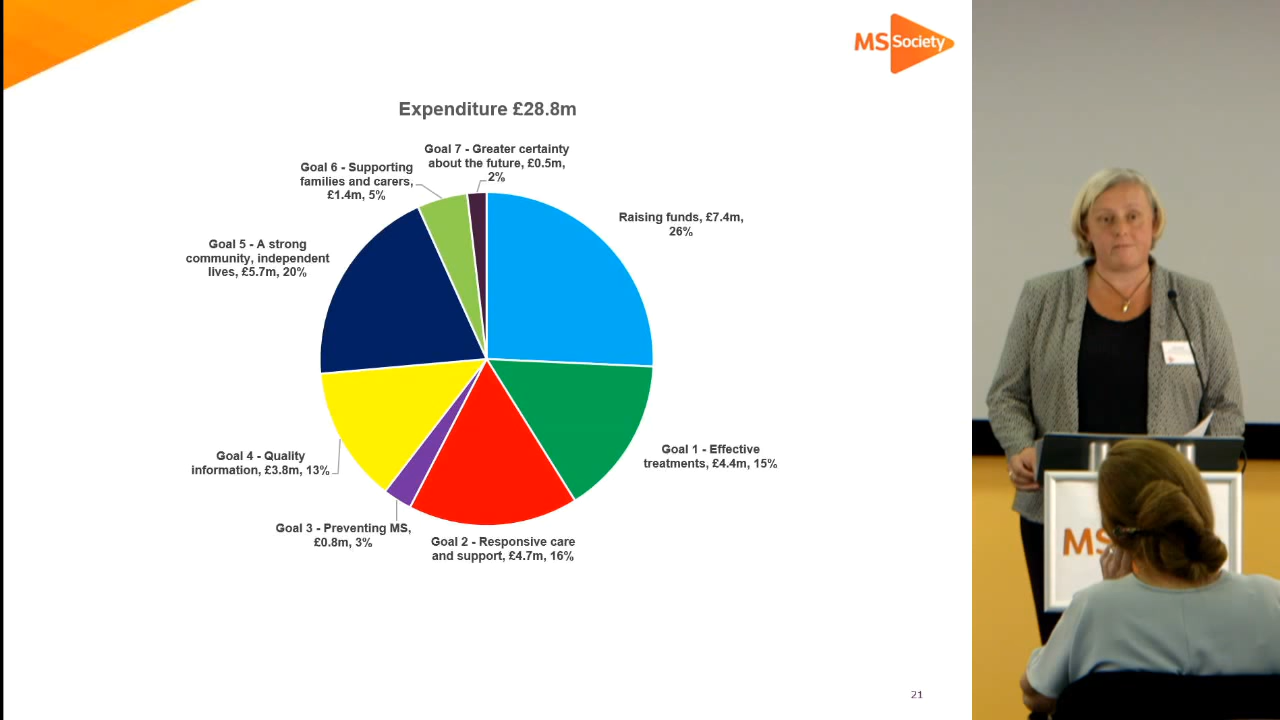 MS Society
Expenditure £28.8m
Goal 7 - Greater certainty
about the future, £0.5m,
2%
Goal 6 - Supporting
families and carers,
£1.4m, 5%
Raising funds, £7.4m,
26%
Goal 5 - A strong
community, independent
lives, £5.7m, 20%
Goal 1 - Effective
treatments, £4.4m, 15%
Goal 4 - Quality
information, £3.8m, 13%
Goal 3 - Preventing MS,
£0.8m, 3%
Goal 2 - Responsive care
and support, £4.7m, 16%
21
MS